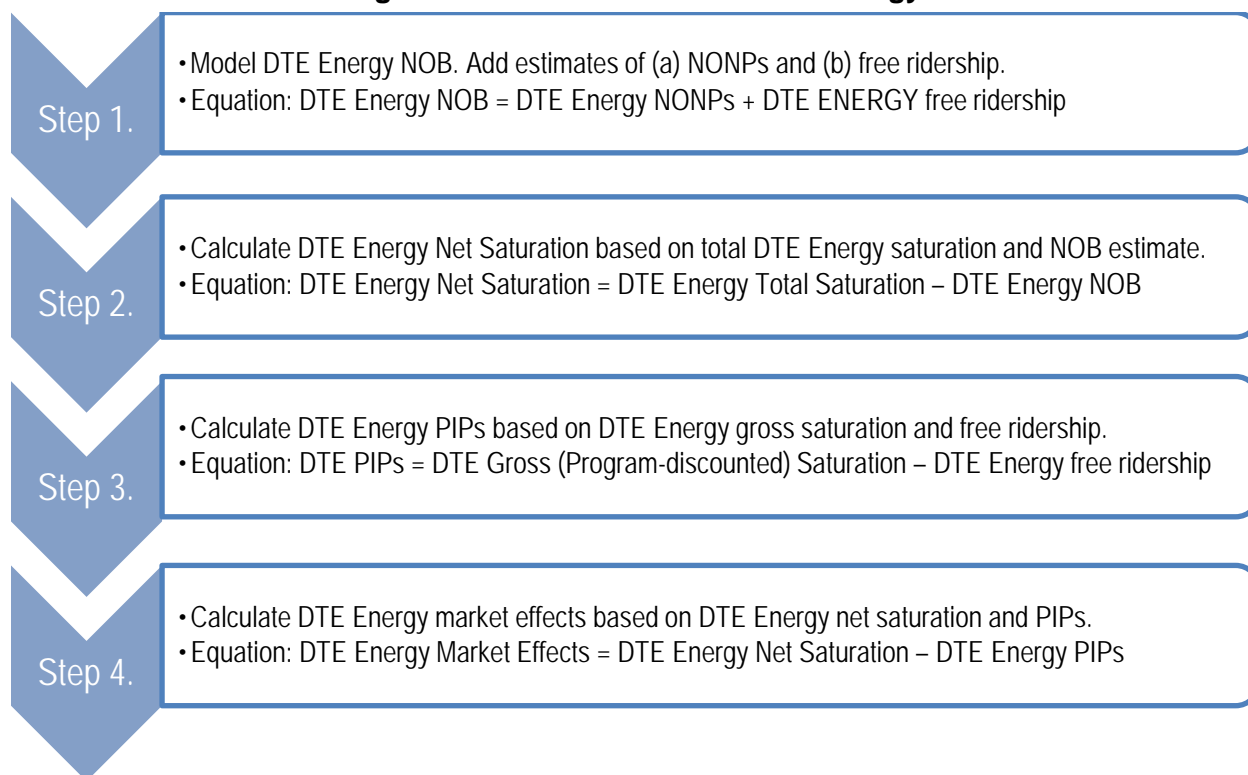 Step 1.
•Model DTE Energy NOB. Add estimates of (a) NONPs and (b) free ridership.
•Equation: DTE Energy NOB = DTE Energy NONPs + DTE ENERGY free ridership
Step 2.
•Calculate DTE Energy Net Saturation based on total DTE Energy saturation and NOB estimate.
•Equation: DTE Energy Net Saturation = DTE Energy Total Saturation – DTE Energy NOB
Step 3.
•Calculate DTE Energy PIPs based on DTE Energy gross saturation and free ridership.
•Equation: DTE PIPs = DTE Gross (Program-discounted) Saturation – DTE Energy free ridership
Step 4.
•Calculate DTE Energy market effects based on DTE Energy net saturation and PIPs.
•Equation: DTE Energy Market Effects = DTE Energy Net Saturation – DTE Energy PIPs